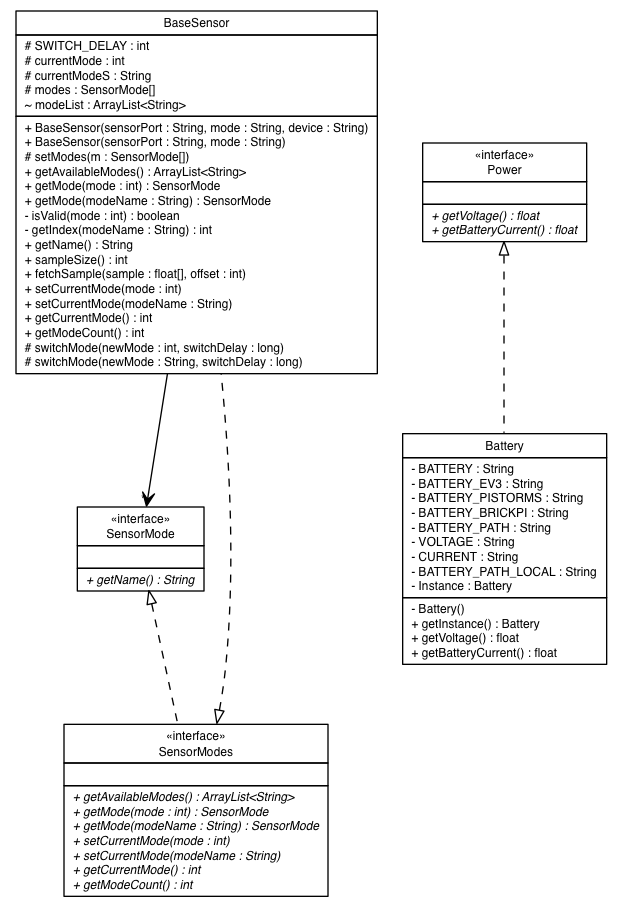 BaseSensor
# SWITCH_DELAY : int
# currentMode : int
# currentModeS : String
# modes : SensorMode[]
~ modeList : ArrayList<String>
+ BaseSensor(sensorPort : String, mode : String, device : String)
+ BaseSensor(sensorPort : String, mode : String)
# setModes(m : SensorMode[])
+ getAvailableModes() : ArrayList<String>
+ getMode(mode : int) : SensorMode
+ getMode(modeName : String) : SensorMode
- isValid(mode : int) : boolean
- getIndex(modeName : String) : int
+ getName() : String
+ sampleSize() : int
+ fetchSample(sample : float[], offset : int)
+ setCurrentMode(mode : int)
+ setCurrentMode(modeName : String)
+ getCurrentMode() : int
+ getModeCount() : int
# switchMode(newMode : int, switchDelay : long)
# switchMode(newMode : String, switchDelay : long)
«interface»
Power
+ getVoltage() : float
+ getBatteryCurrent() : float
Battery
- BATTERY : String
- BATTERY_EV3 : String
- BATTERY_PISTORMS : String
- BATTERY_BRICKPI : String
- BATTERY_PATH : String
- VOLTAGE : String
- CURRENT : String
- BATTERY_PATH_LOCAL : String
- Instance : Battery
- Battery()
+ getInstance() : Battery
+ getVoltage() : float
+ getBatteryCurrent() : float
«interface»
SensorMode
+ getName() : String
«interface»
SensorModes
+ getAvailableModes() : ArrayList<String>
+ getMode(mode : int) : SensorMode
+ getMode(modeName : String) : SensorMode
+ setCurrentMode(mode : int)
+ setCurrentMode(modeName : String)
+ getCurrentMode() : int
+ getModeCount() : int